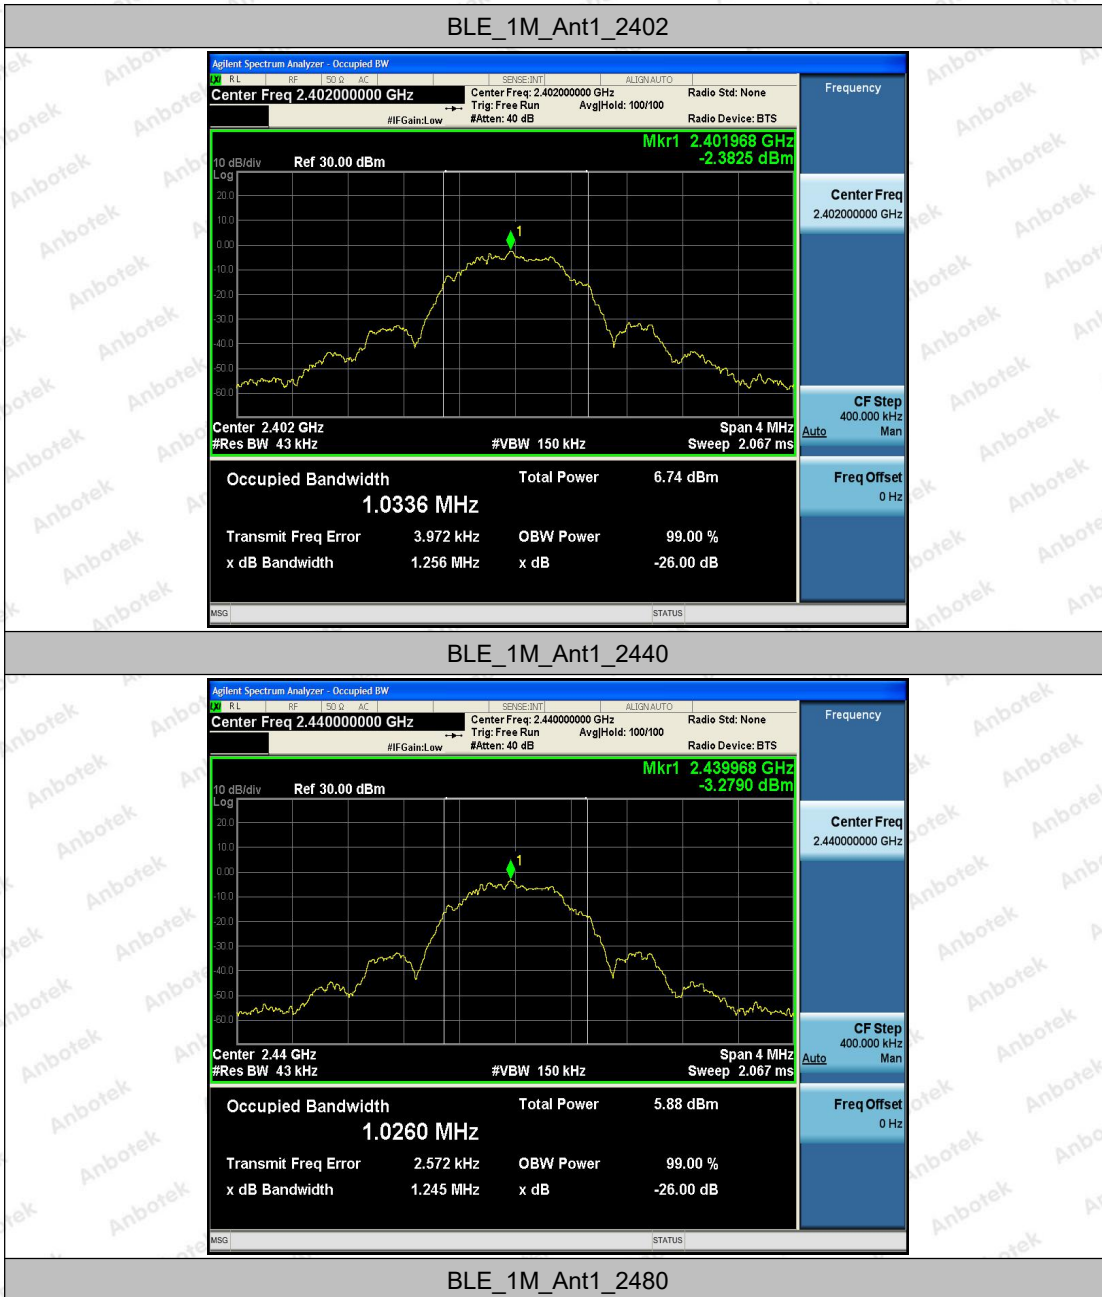 BLE_1M_Ant1_2402
Agilent Spectrum Analyzer - Occupied BW
LXI RL RF 50 Ω AC SENSE:INT ALIGN AUTO
Center Freq 2.402000000 GHz
Center Freq: 2.402000000 GHz Radio Std: None
Trig: Free Run Avg|Hold: 100/100
#IFGain:Low #Atten: 40 dB Radio Device: BTS
Mkr1 2.401968 GHz
-2.3825 dBm
10 dB/div Ref 30.00 dBm
Log
20.0
10.0
0.00
-10.0
-20.0
-30.0
-40.0
-50.0
-60.0
1
Center 2.402 GHz Span 4 MHz
#Res BW 43 kHz #VBW 150 kHz Sweep 2.067 ms
Occupied Bandwidth Total Power 6.74 dBm
1.0336 MHz
Transmit Freq Error 3.972 kHz OBW Power 99.00 %
x dB Bandwidth 1.256 MHz x dB -26.00 dB
MSG STATUS
Frequency
Center Freq
2.402000000 GHz
CF Step
400.000 kHz
Auto Man
Freq Offset
0 Hz
BLE_1M_Ant1_2440
Agilent Spectrum Analyzer - Occupied BW
LXI RL RF 50 Ω AC SENSE:INT ALIGN AUTO
Center Freq 2.440000000 GHz
Center Freq: 2.440000000 GHz Radio Std: None
Trig: Free Run Avg|Hold: 100/100
#IFGain:Low #Atten: 40 dB Radio Device: BTS
Mkr1 2.439968 GHz
-3.2790 dBm
10 dB/div Ref 30.00 dBm
Log
20.0
10.0
0.00
-10.0
-20.0
-30.0
-40.0
-50.0
-60.0
1
Center 2.44 GHz Span 4 MHz
#Res BW 43 kHz #VBW 150 kHz Sweep 2.067 ms
Occupied Bandwidth Total Power 5.88 dBm
1.0260 MHz
Transmit Freq Error 2.572 kHz OBW Power 99.00 %
x dB Bandwidth 1.245 MHz x dB -26.00 dB
MSG STATUS
Frequency
Center Freq
2.440000000 GHz
CF Step
400.000 kHz
Auto Man
Freq Offset
0 Hz
BLE_1M_Ant1_2480
Anbotek